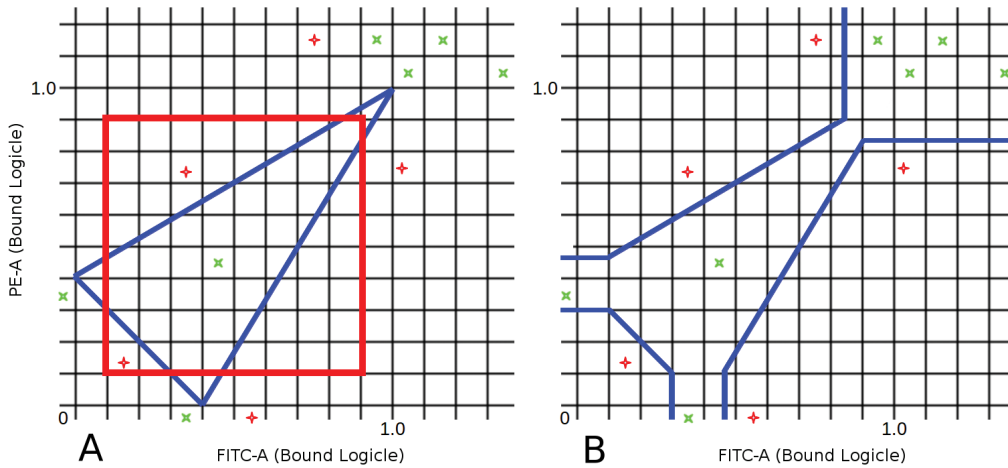 1.0
PE-A (Bound Logicle)
0
1.0
A
FITC-A (Bound Logicle)
1.0
0
1.0
B
FITC-A (Bound Logicle)